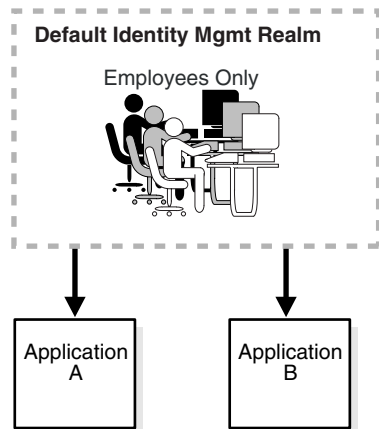 Default Identity Mgmt Realm
Employees Only
Application
A
Application
B